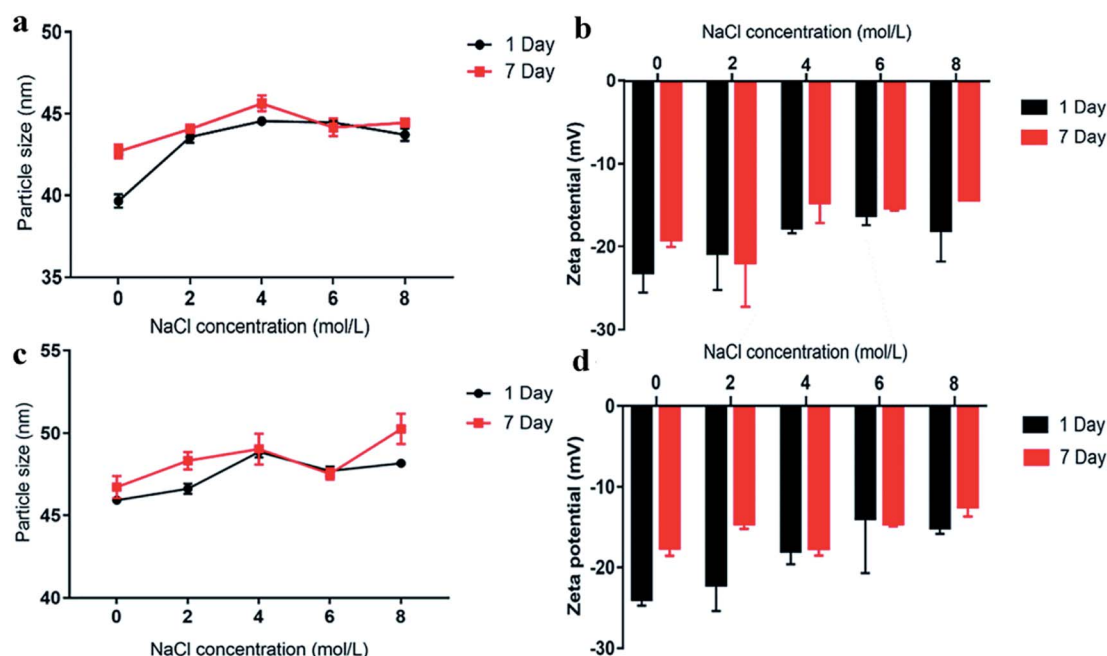 a
50
45
40
35
Particle size (nm)
0 2 4 6 8
NaCl concentration (mol/L)
1 Day
7 Day
b
NaCl concentration (mol/L)
0 2 4 6 8
0
-10
-20
-30
Zeta potential (mV)
1 Day
7 Day
c
55
50
45
40
Particle size (nm)
0 2 4 6 8
NaCl concentration (mol/L)
1 Day
7 Day
d
NaCl concentration (mol/L)
0 2 4 6 8
0
-10
-20
-30
Zeta potential (mV)
1 Day
7 Day